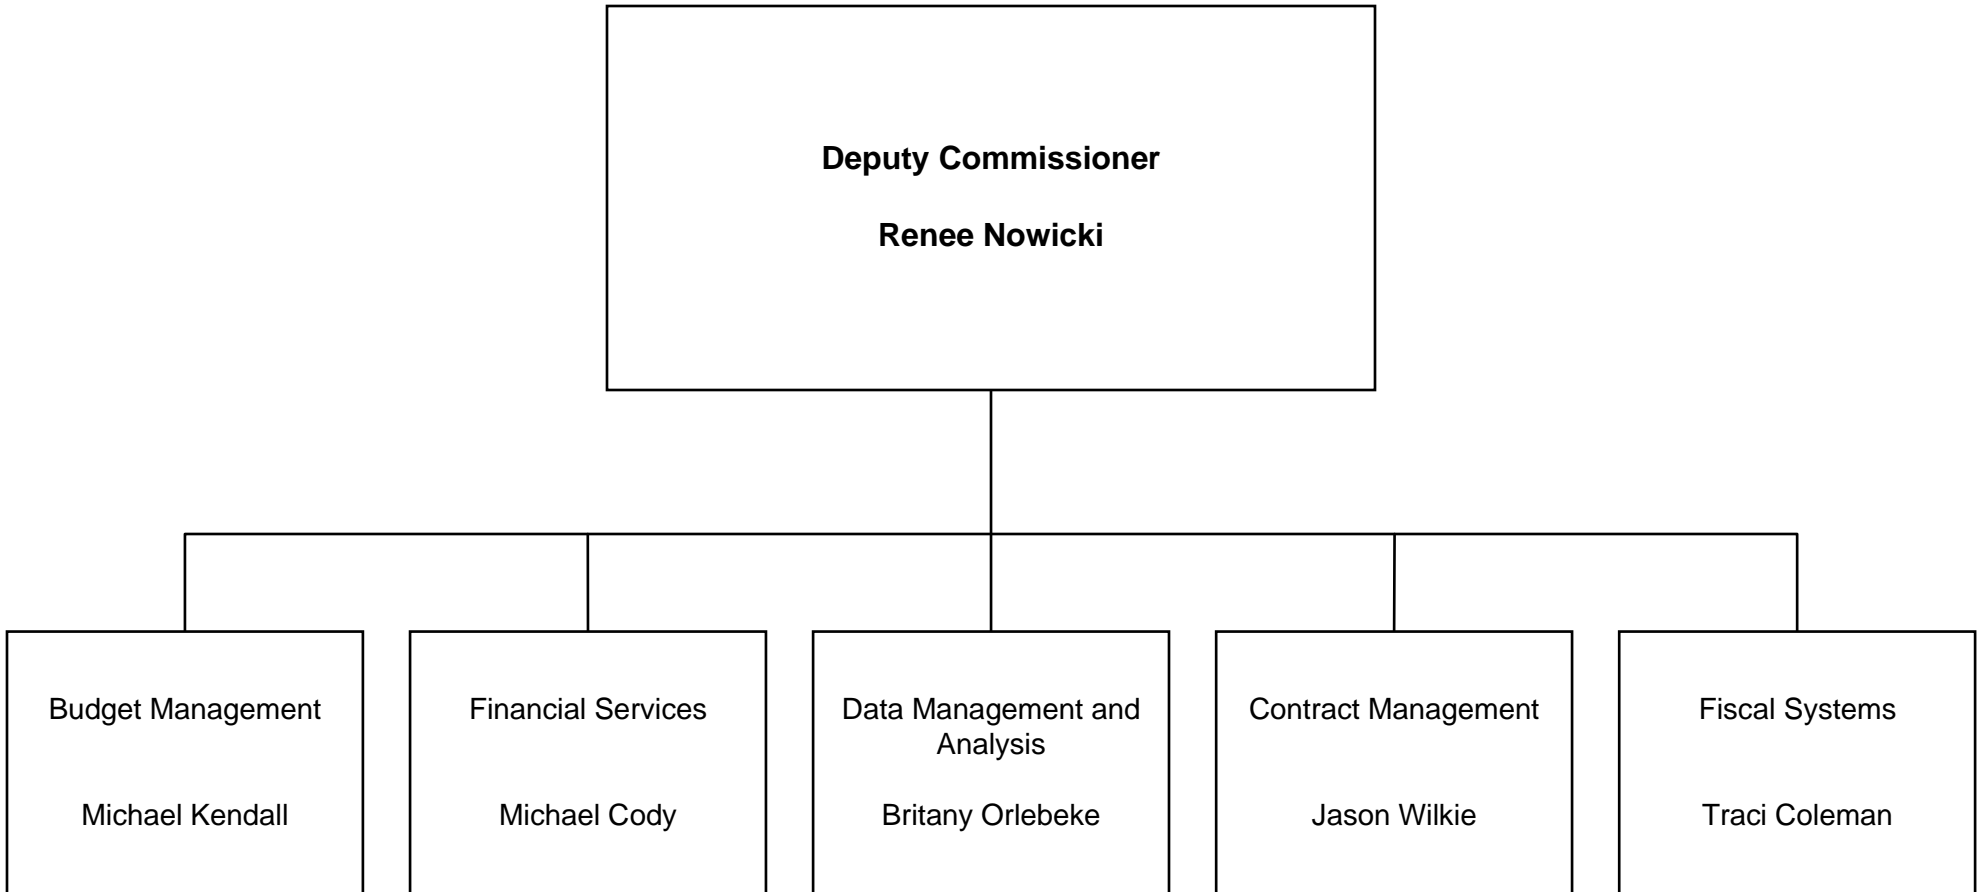 Deputy Commissioner
Renee Nowicki
Budget Management
Michael Kendall
Financial Services
Michael Cody
Data Management and
Analysis
Britany Orlebeke
Contract Management
Jason Wilkie
Fiscal Systems
Traci Coleman